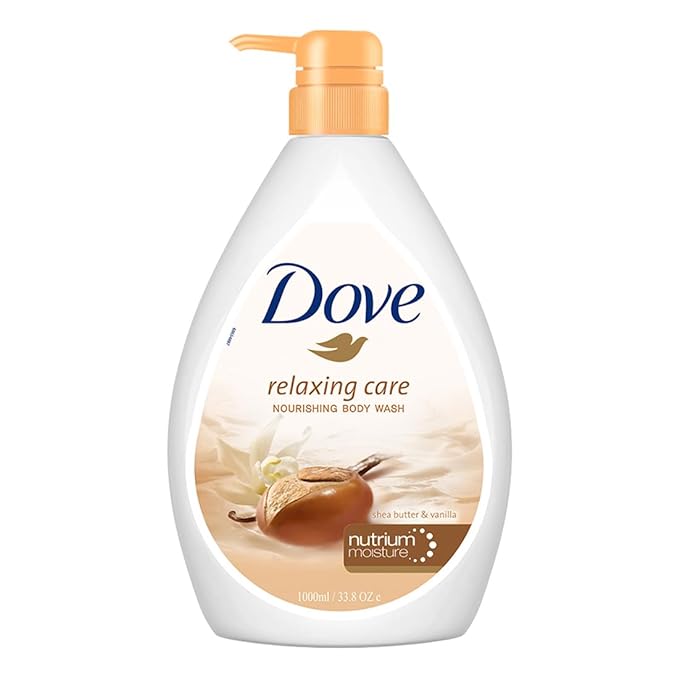 Dove
relaxing care
NOURISHING BODY WASH
shea butter & vanilla
nutrium
moisture
1000ml / 33.8 OZ e